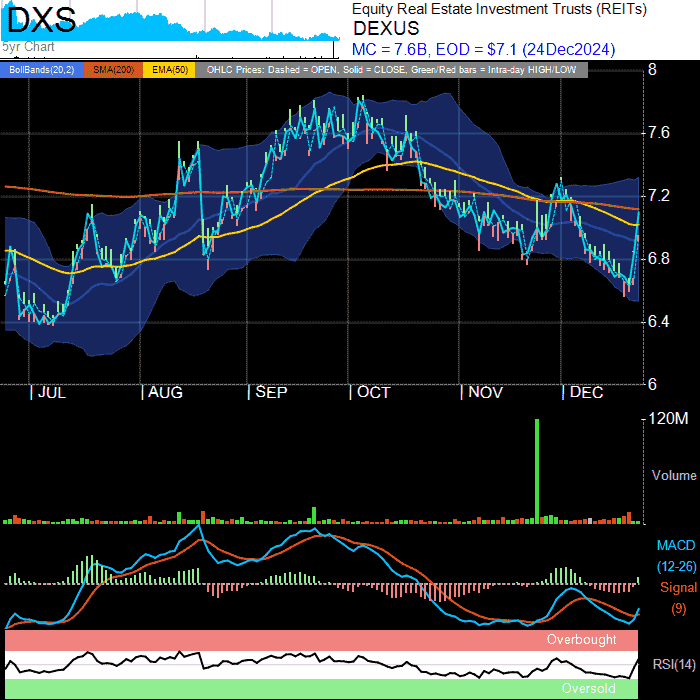 DXS
5yr Chart
Equity Real Estate Investment Trusts (REITs)
DEXUS
MC = 7.6B, EOD = $7.1 (24Dec2024)
BollBands(20,2) SMA(200) EMA(50) OHLC Prices: Dashed = OPEN, Solid = CLOSE, Green/Red bars = Intra-day HIGH/LOW
8
7.6
7.2
6.8
6.4
6
| JUL | AUG | SEP | OCT | NOV | DEC
120M
Volume
MACD
(12-26)
Signal
(9)
Overbought
RSI(14)
Oversold